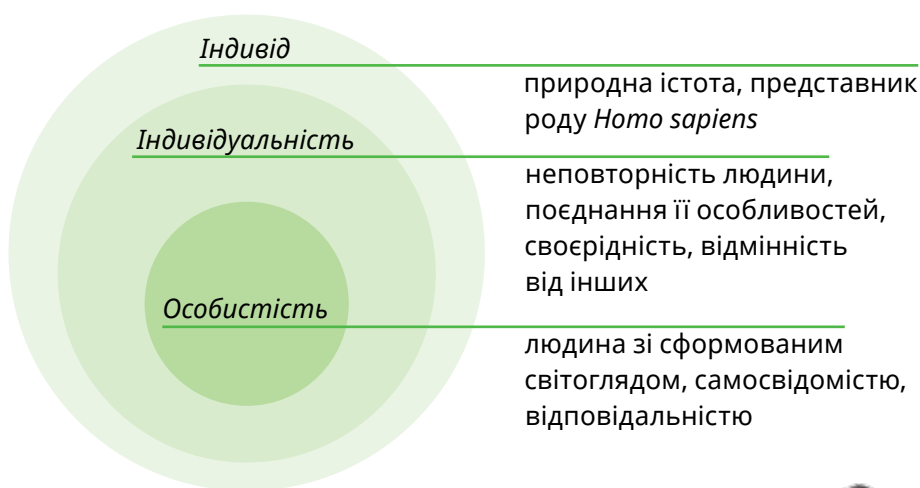 Індивід
природна істота, представник
роду Homo sapiens
Індивідуальність
неповторність людини,
поєднання її особливостей,
своєрідність, відмінність
від інших
Особистість
людина зі сформованим
світоглядом, самосвідомістю,
відповідальністю